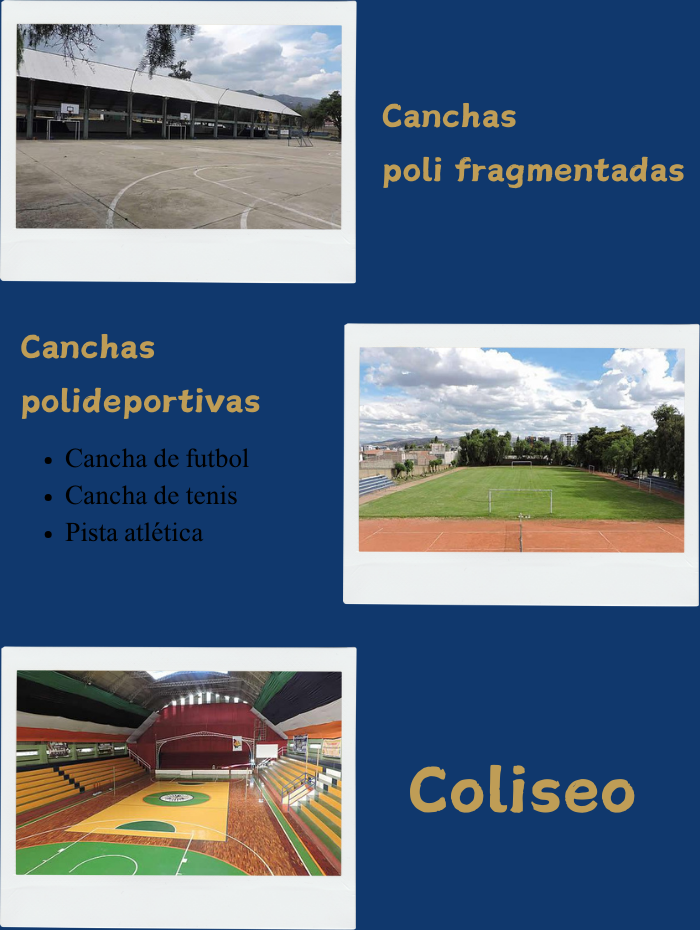 Canchas
poli fragmentadas
Canchas
polideportivas
• Cancha de futbol
• Cancha de tenis
• Pista atlética
Coliseo